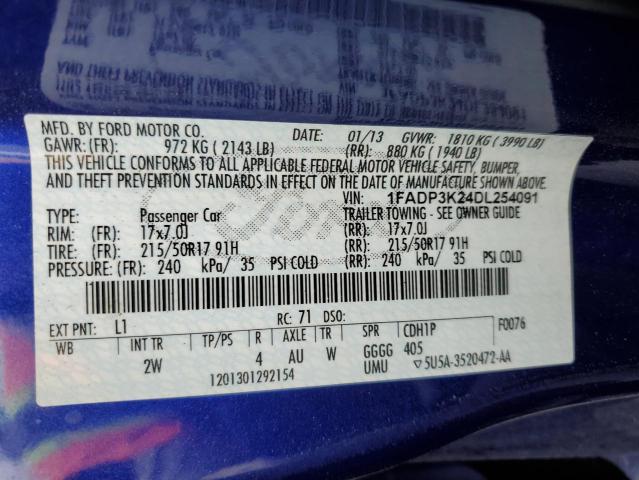 MFD. BY FORD MOTOR CO. DATE: 01/13 GVWR: 1810 KG ( 3990 LB)
GAWR: (FR) 972 KG ( 2143 LB) (RR): 880 KG ( 1940 LB)
THIS VEHICLE CONFORMS TO ALL APPLICABLE FEDERAL MOTOR VEHICLE SAFETY, BUMPER,
AND THEFT PREVENTION STANDARDS IN EFFECT ON THE DATE OF MANUFACTURE SHOWN ABOVE.
VIN: 1FADP3K24DL254091
TYPE: Passenger Car TRAILER TOWING - SEE OWNER GUIDE
RIM: (FR) 17x7.0J (RR): 17x7.0J
TIRE: (FR) 215/50R17 91H (RR): 215/50R17 91H
PRESSURE: (FR) 240 kPa/ 35 PSI COLD (RR): 240 kPa/ 35 PSI COLD
EXT PNT: L1 RC: 71 DSO: F0076
WB INT TR TP/PS R AXLE TR SPR CDH1P
2W 4 AU W GGGG 405
UMU ▽5U5A-3520472-AA
1201301292154
Ford